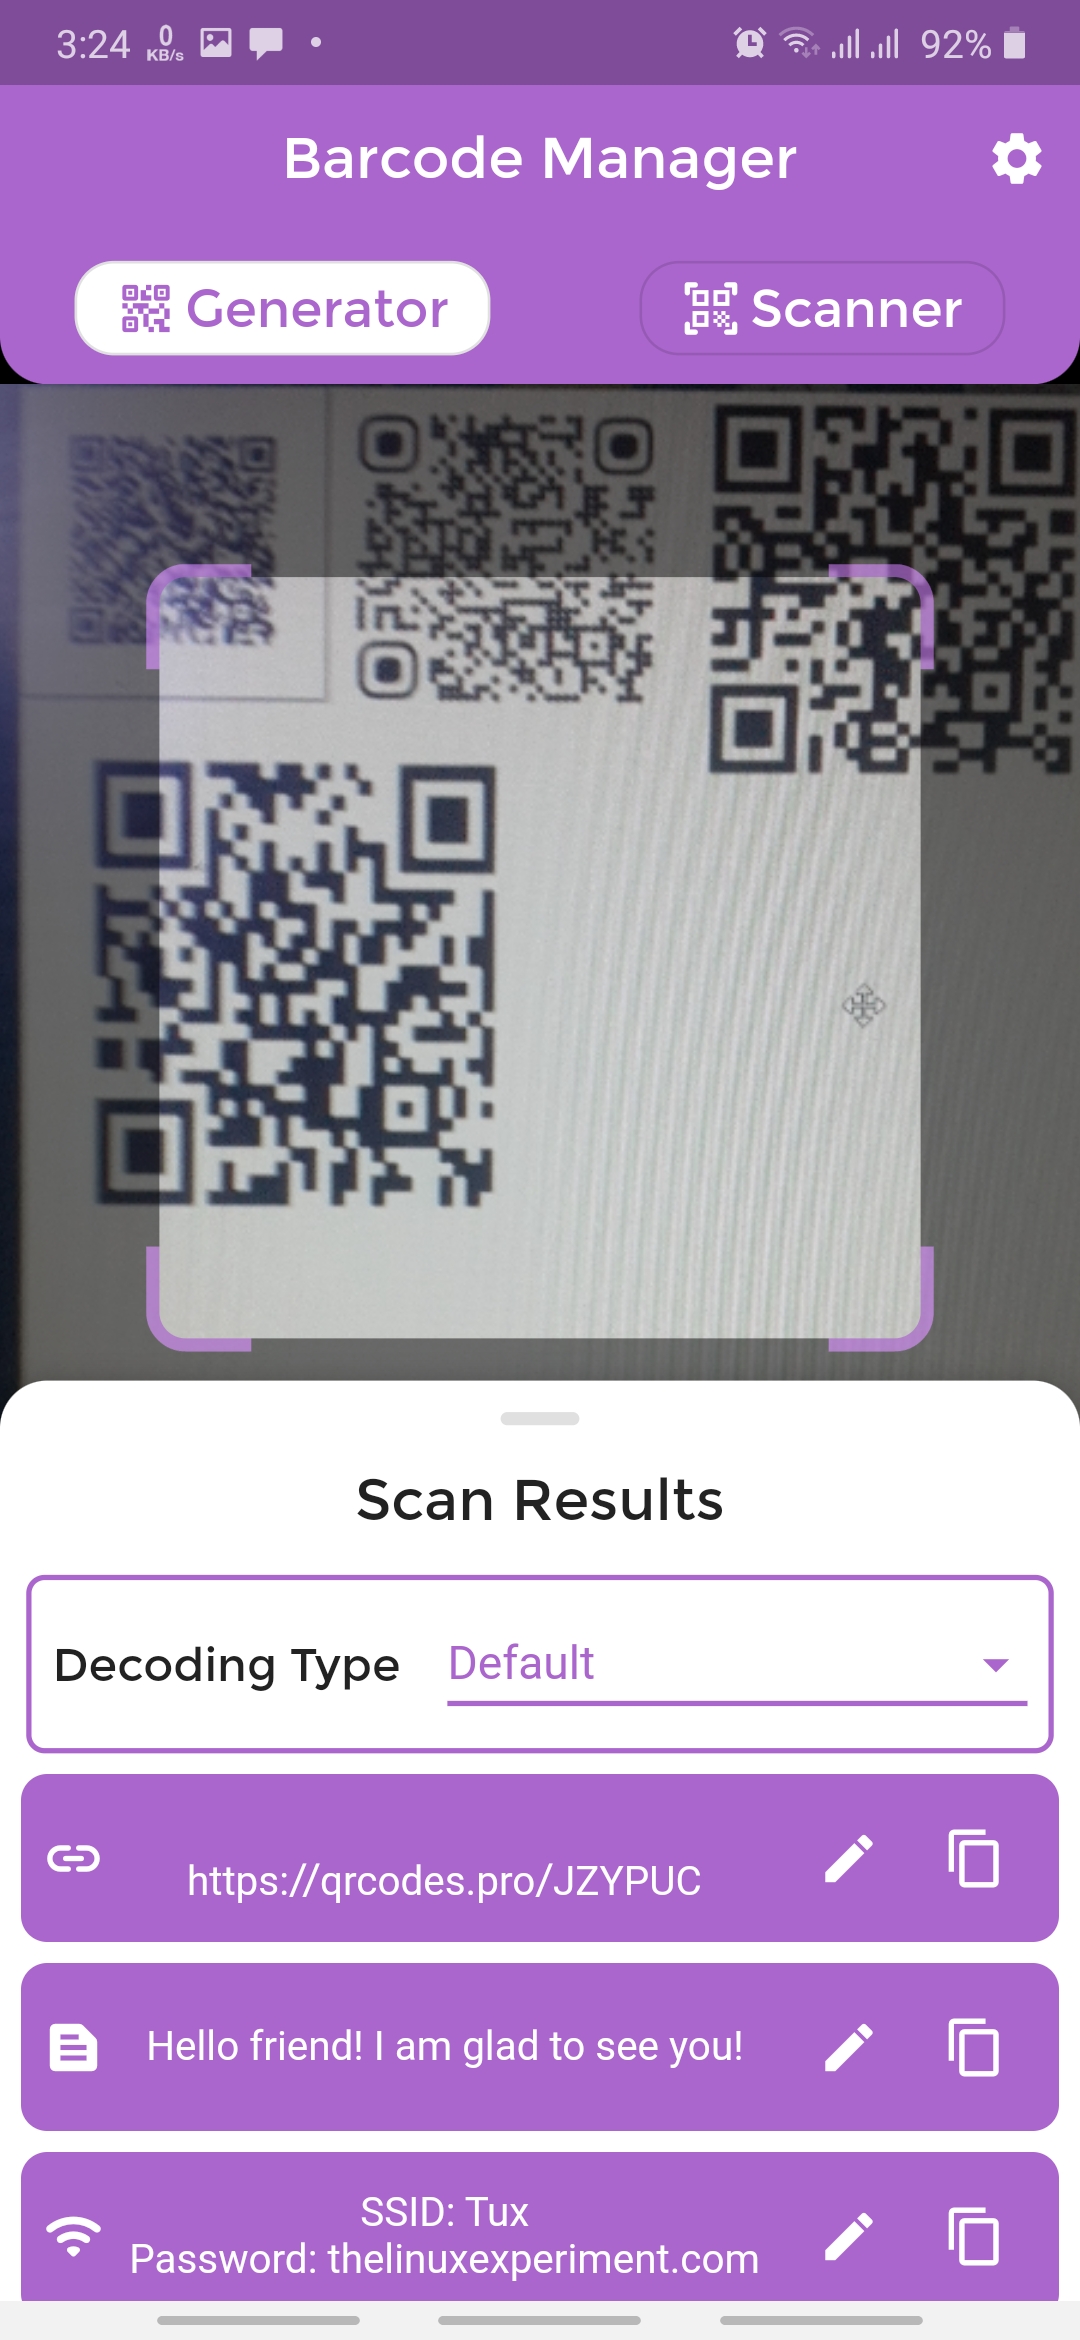 3:24 0 KB/s 92%
Barcode Manager
Generator Scanner
Scan Results
Decoding Type Default
https://qrcodes.pro/JZYPUC
Hello friend! I am glad to see you!
SSID: Tux
Password: thelinuxexperiment.com